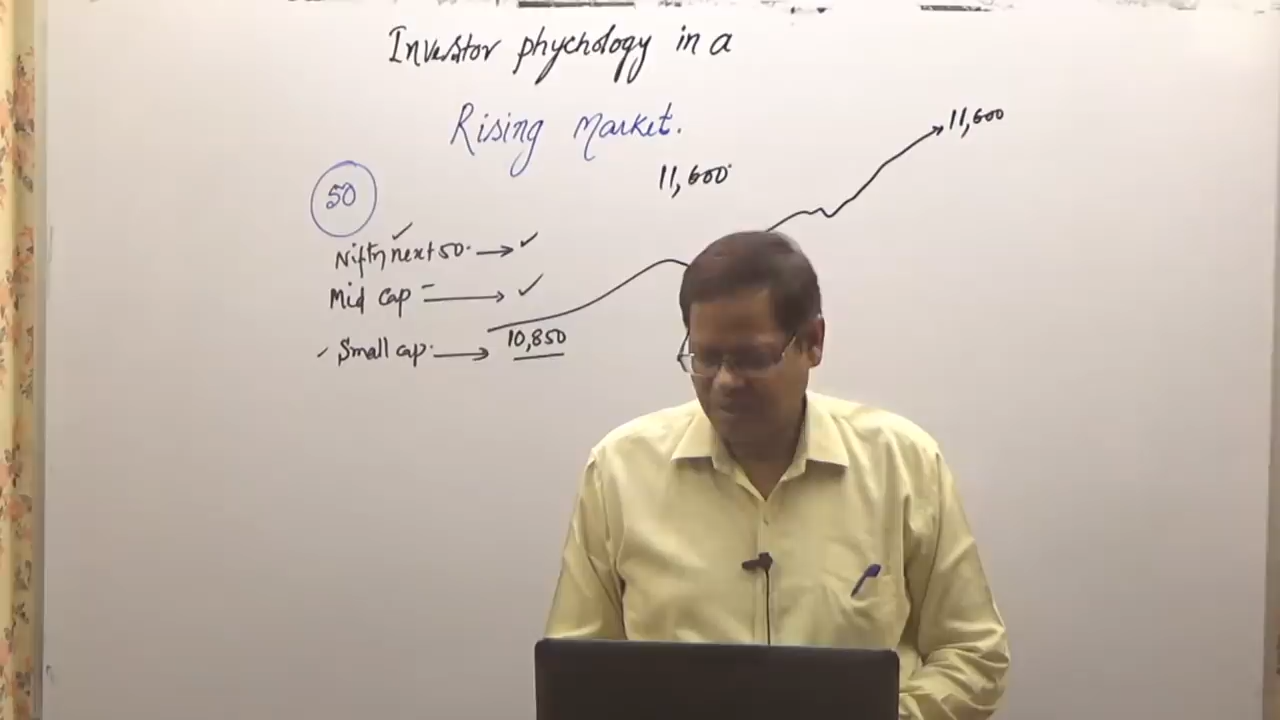 Investor phychology in a
Rising Market.
11,600
11,600
50
Nifty next 50.
Mid cap
Small cap.
10,850